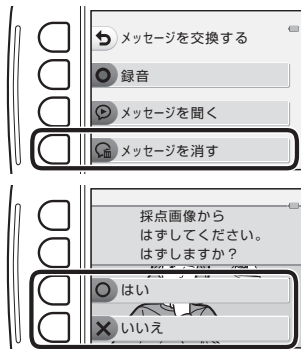 メッセージを交換する
録音
メッセージを聞く
メッセージを消す
採点画像から
はずしてください。
はずしますか？
はい
いいえ